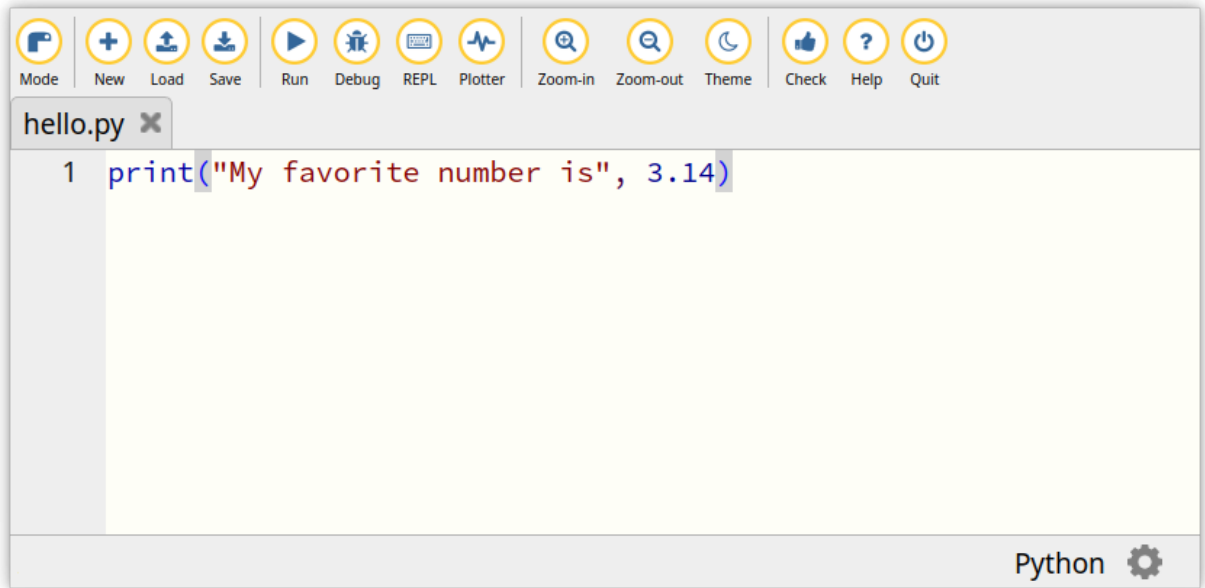 Mode New Load Save Run Debug REPL Plotter Zoom-in Zoom-out Theme Check Help Quit
hello.py
1 print("My favorite number is", 3.14)
Python